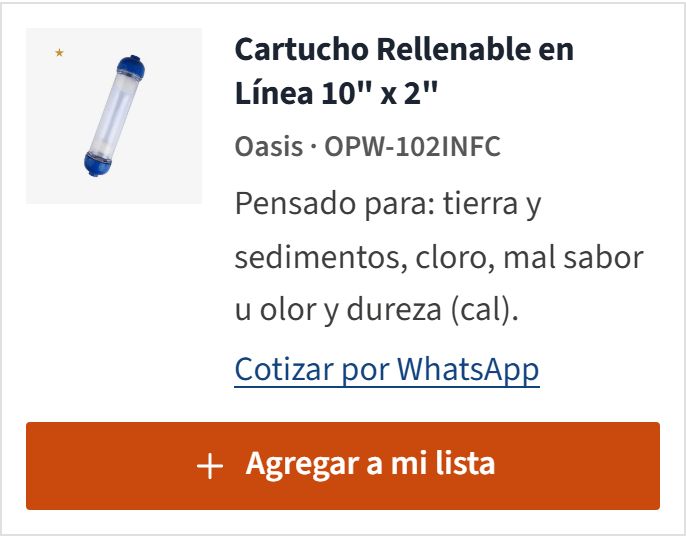 Cartucho Rellenable en
Línea 10" x 2"
Oasis · OPW-102INFC
Pensado para: tierra y
sedimentos, cloro, mal sabor
u olor y dureza (cal).
Cotizar por WhatsApp
+ Agregar a mi lista